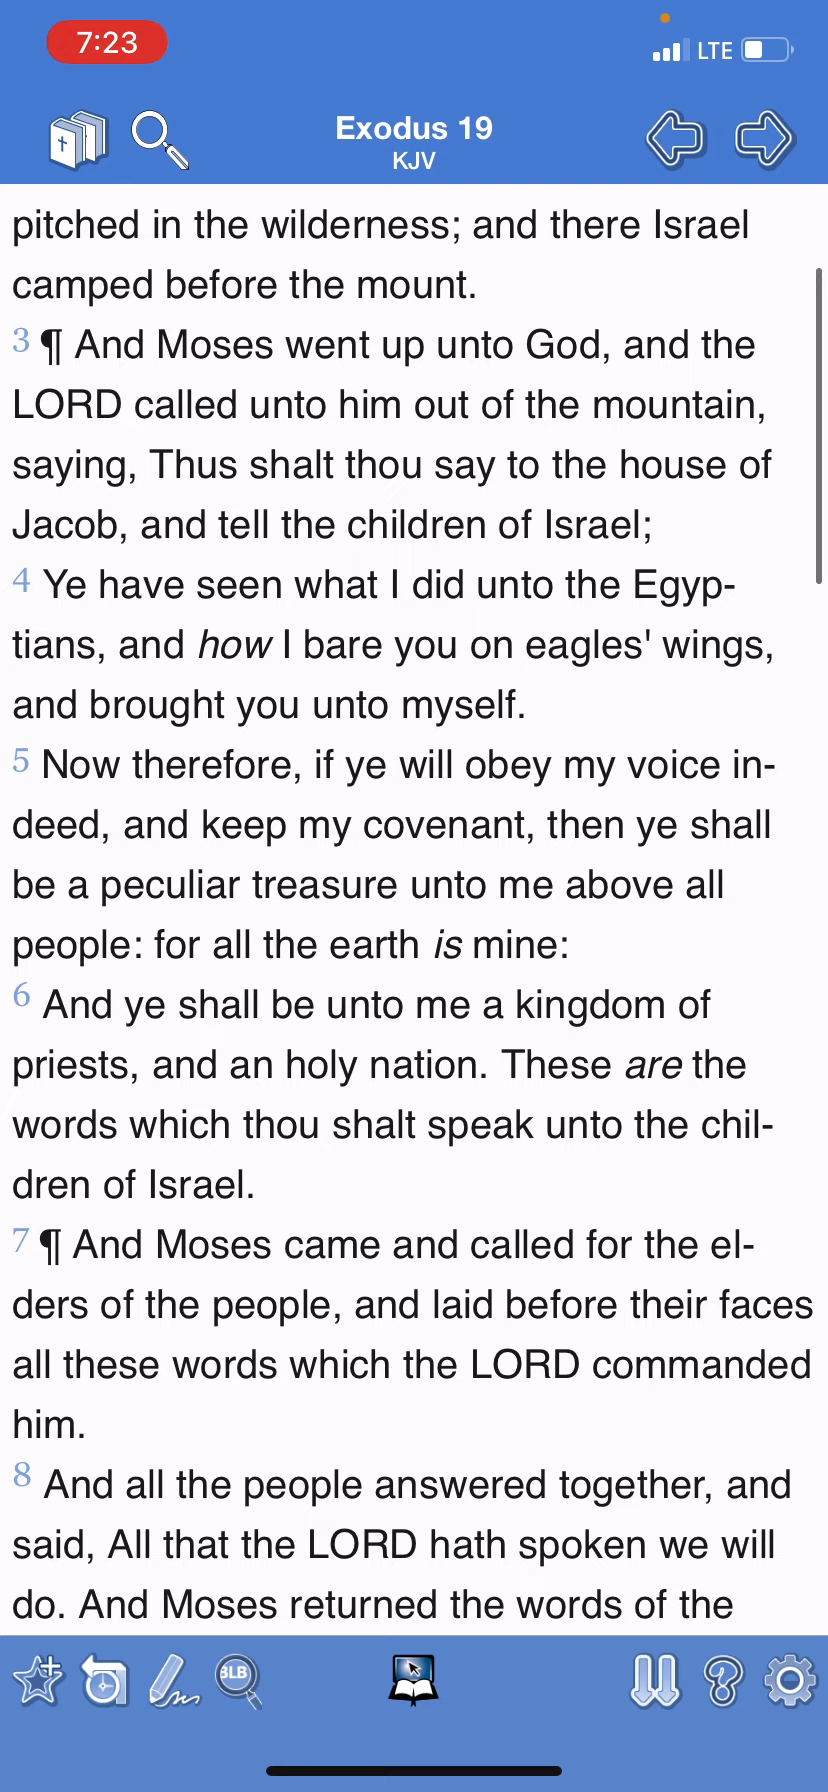 7:23
LTE
Exodus 19
KJV
pitched in the wilderness; and there Israel
camped before the mount.
3 ¶ And Moses went up unto God, and the
LORD called unto him out of the mountain,
saying, Thus shalt thou say to the house of
Jacob, and tell the children of Israel;
4 Ye have seen what I did unto the Egyp-
tians, and how I bare you on eagles' wings,
and brought you unto myself.
5 Now therefore, if ye will obey my voice in-
deed, and keep my covenant, then ye shall
be a peculiar treasure unto me above all
people: for all the earth is mine:
6 And ye shall be unto me a kingdom of
priests, and an holy nation. These are the
words which thou shalt speak unto the chil-
dren of Israel.
7 ¶ And Moses came and called for the el-
ders of the people, and laid before their faces
all these words which the LORD commanded
him.
8 And all the people answered together, and
said, All that the LORD hath spoken we will
do. And Moses returned the words of the
BLB